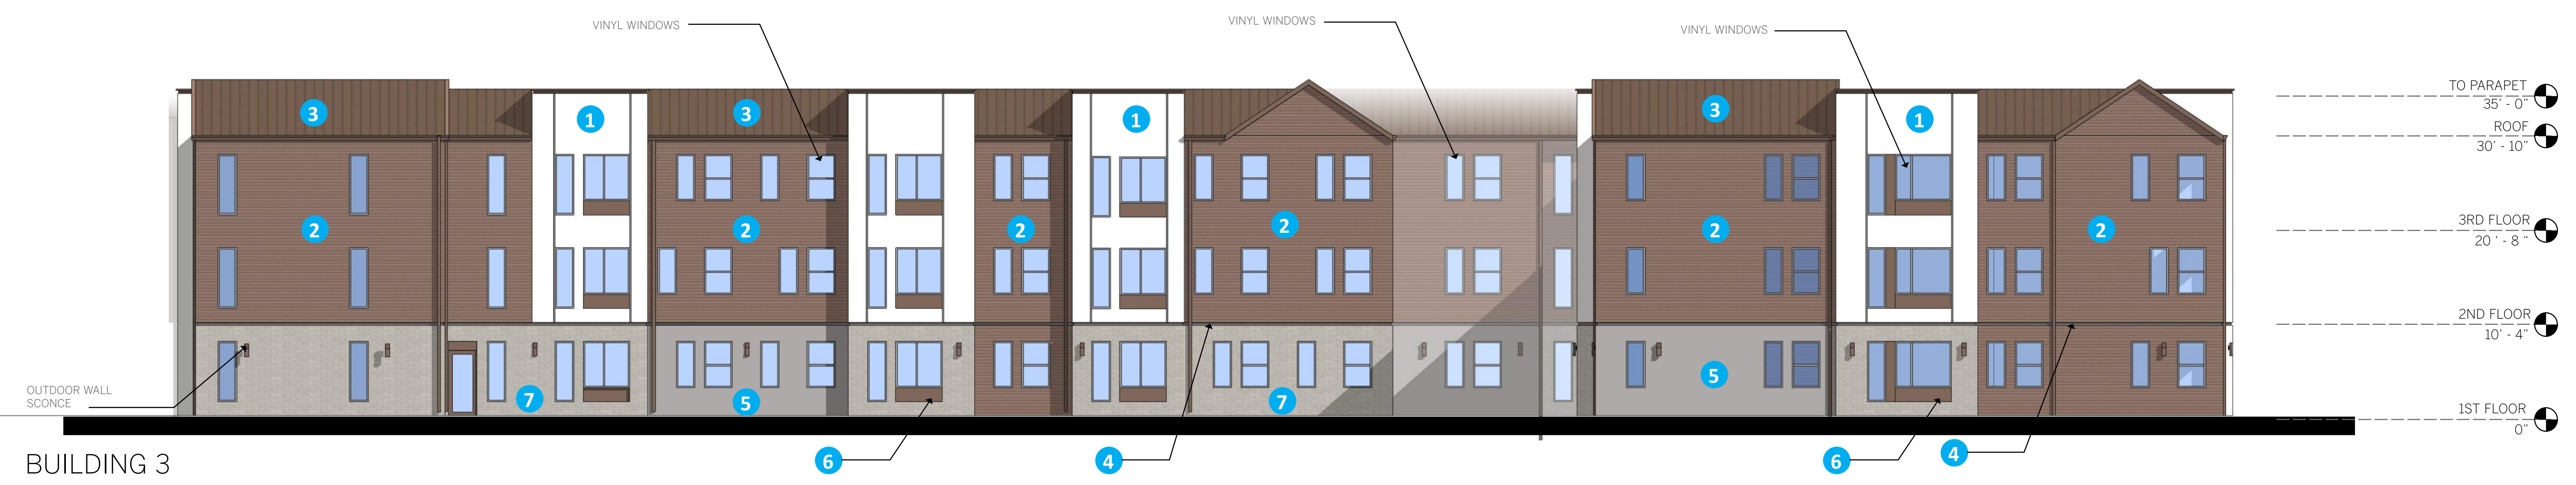 VINYL WINDOWS
VINYL WINDOWS
VINYL WINDOWS
TO PARAPET
35' - 0"
3
1
3
1
3
1
ROOF
30' - 10"
2
2
2
2
2
2
3RD FLOOR
20 ' - 8 "
2ND FLOOR
10' - 4"
OUTDOOR WALL
SCONCE
7
5
7
5
1ST FLOOR
0"
BUILDING 3
6
4
6
4